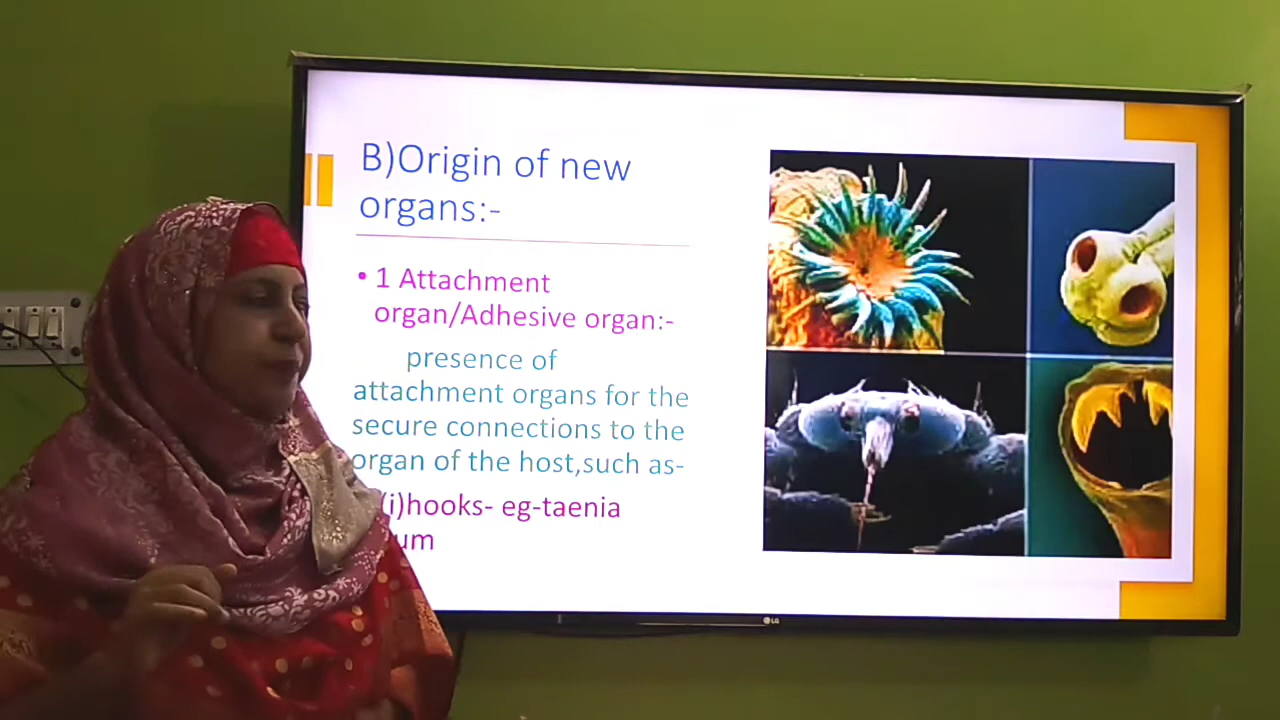 B)Origin of new
organs:-
• 1 Attachment
organ/Adhesive organ:-
presence of
attachment organs for the
secure connections to the
organ of the host,such as-
(i)hooks- eg-taenia
LG